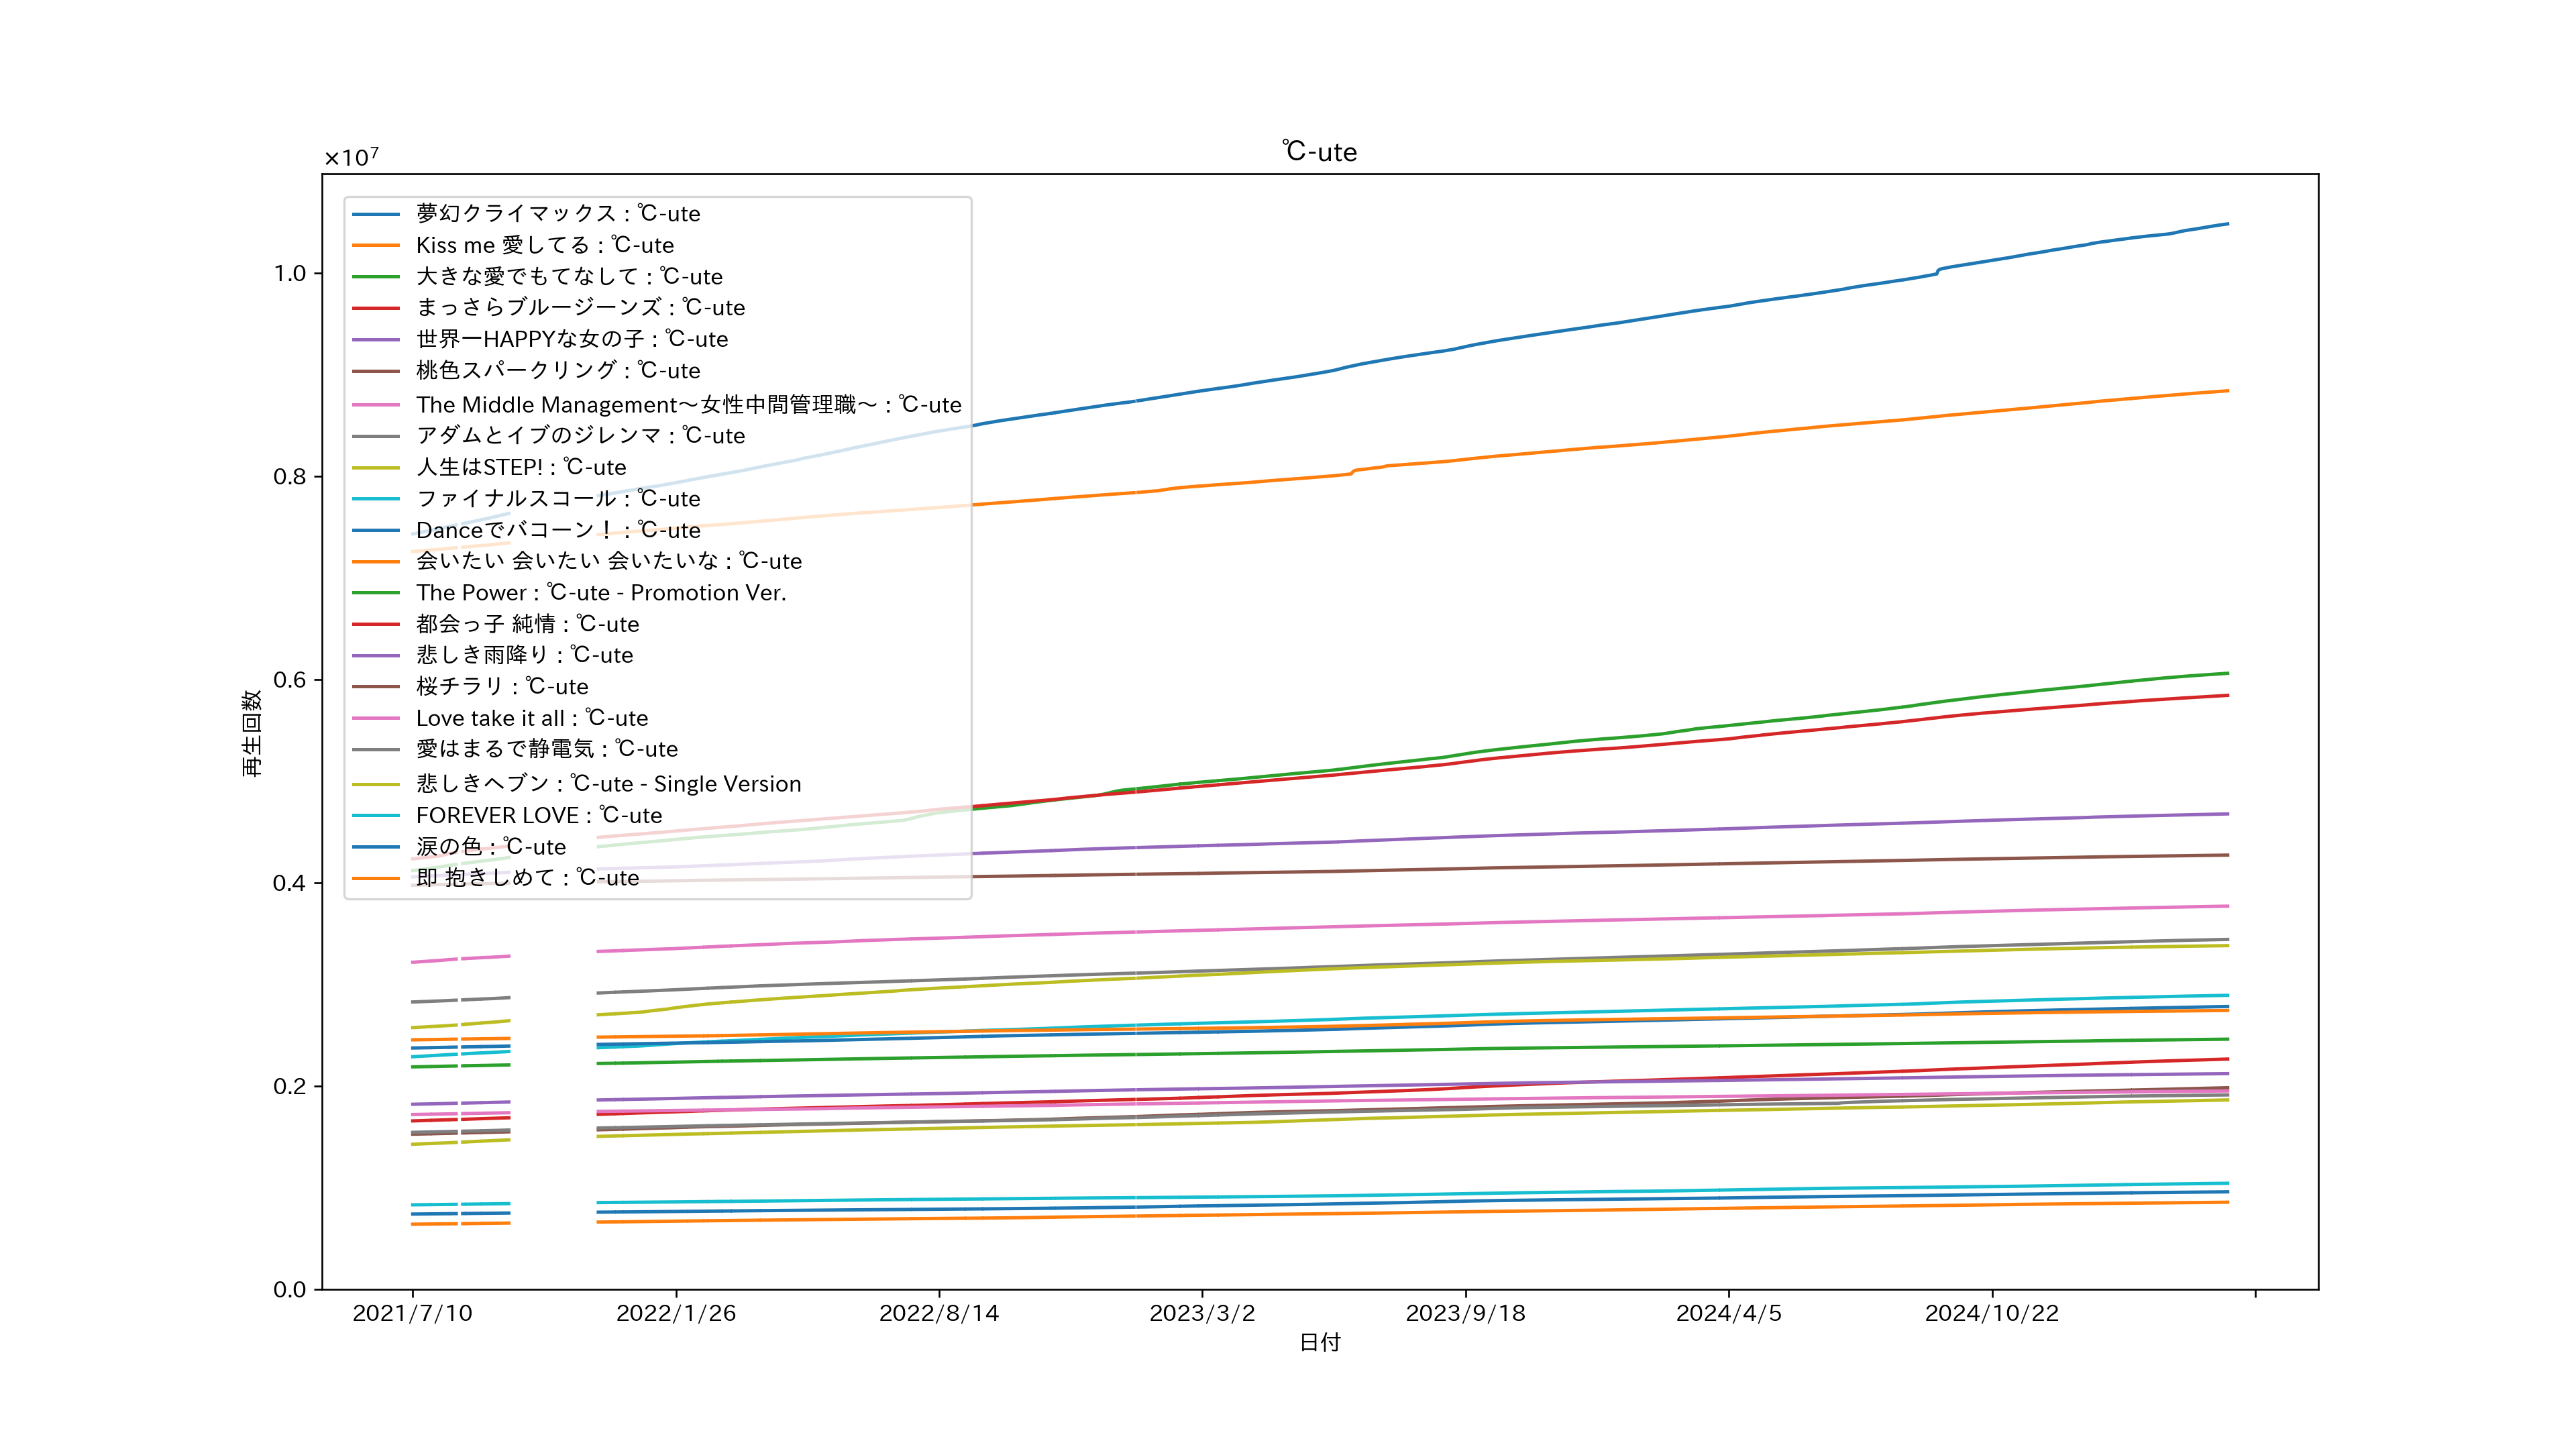 ℃-ute
×10⁷
1.0
0.8
0.6
0.4
0.2
0.0
再生回数
夢幻クライマックス : ℃-ute
Kiss me 愛してる : ℃-ute
大きな愛でもてなして : ℃-ute
まっさらブルージーンズ : ℃-ute
世界一HAPPYな女の子 : ℃-ute
桃色スパークリング : ℃-ute
The Middle Management〜女性中間管理職〜 : ℃-ute
アダムとイブのジレンマ : ℃-ute
人生はSTEP! : ℃-ute
ファイナルスコール : ℃-ute
Danceでバコーン！ : ℃-ute
会いたい 会いたい 会いたいな : ℃-ute
The Power : ℃-ute - Promotion Ver.
都会っ子 純情 : ℃-ute
悲しき雨降り : ℃-ute
桜チラリ : ℃-ute
Love take it all : ℃-ute
愛はまるで静電気 : ℃-ute
悲しきヘブン : ℃-ute - Single Version
FOREVER LOVE : ℃-ute
涙の色 : ℃-ute
即 抱きしめて : ℃-ute
2021/7/10
2022/1/26
2022/8/14
2023/3/2
2023/9/18
2024/4/5
2024/10/22
日付